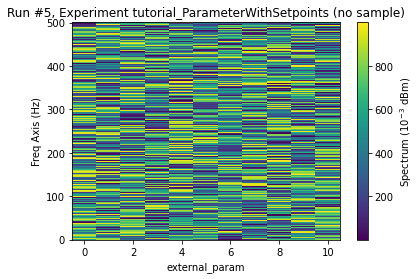 Run #5, Experiment tutorial_ParameterWithSetpoints (no sample)
500
400
300
200
100
0
Freq Axis (Hz)
0 2 4 6 8 10
external_param
800
600
400
200
Spectrum (10⁻³ dBm)